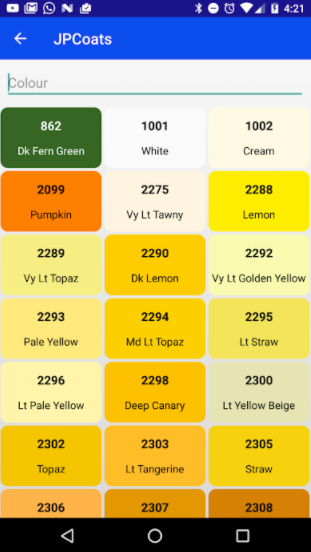 4:21
JPCoats
Colour
862 1001 1002
Dk Fern Green White Cream
2099 2275 2288
Pumpkin Vy Lt Tawny Lemon
2289 2290 2292
Vy Lt Topaz Dk Lemon Vy Lt Golden Yellow
2293 2294 2295
Pale Yellow Md Lt Topaz Lt Straw
2296 2298 2300
Lt Pale Yellow Deep Canary Lt Yellow Beige
2302 2303 2305
Topaz Lt Tangerine Straw
2306 2307 2308